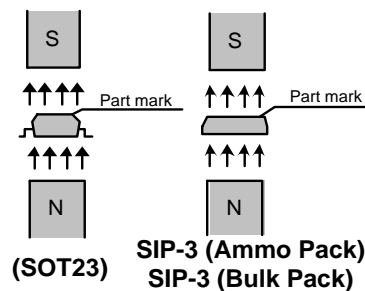 S
S
Part mark
Part mark
N
N
(SOT23)
SIP-3 (Ammo Pack)
SIP-3 (Bulk Pack)